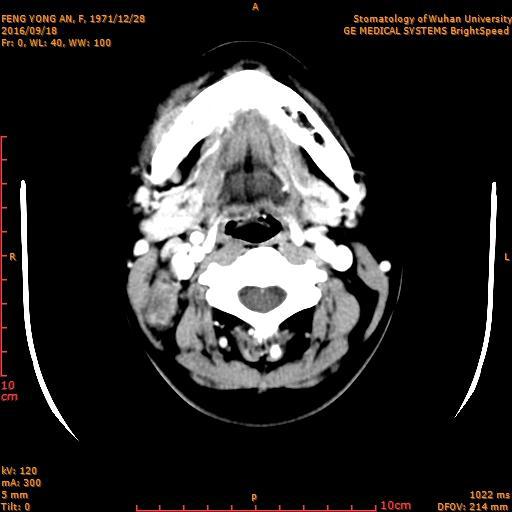 A
FENG YONG AN, F, 1971/12/28
2016/09/18
Fr: 0, WL: 40, WW: 100
Stomatology of Wuhan University
GE MEDICAL SYSTEMS BrightSpeed
R
L
10
cm
kV: 120
mA: 300
5 mm
Tilt: 0
P
10cm
1022 ms
DFOV: 214 mm